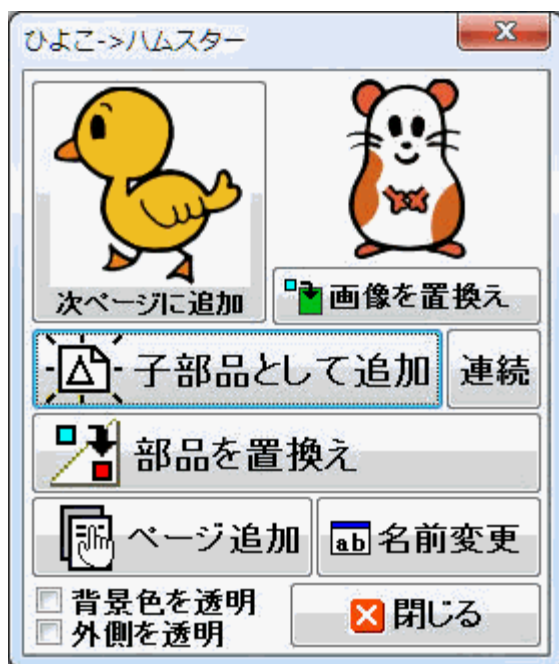 ひよこ->ハムスター
次ページに追加
画像を置換え
子部品として追加
連続
部品を置換え
ページ追加
ab 名前変更
背景色を透明
外側を透明
閉じる